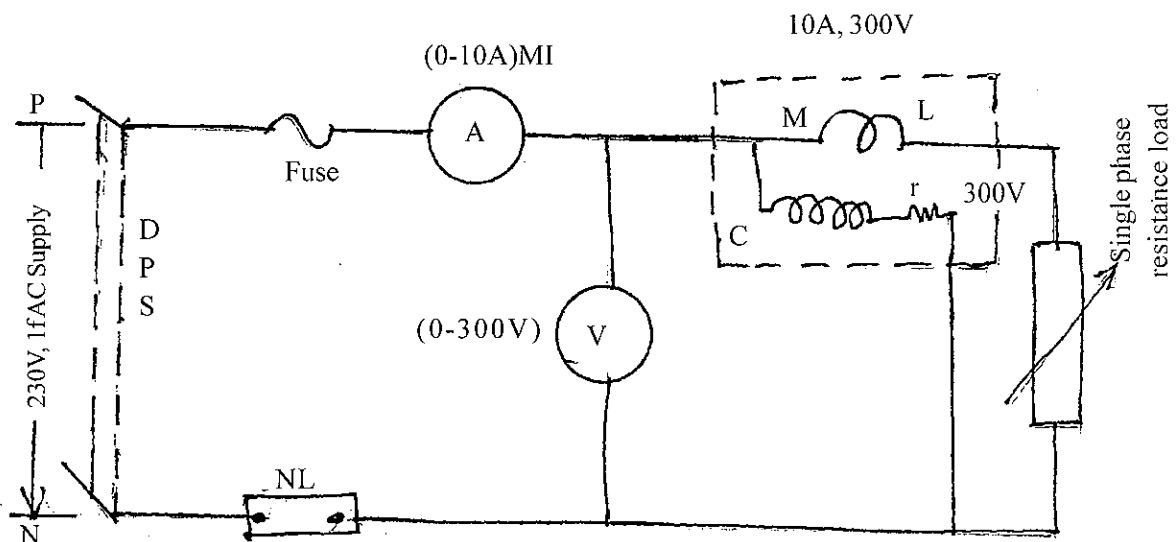 10A, 300V
(0-10A)MI
P
A
M
L
Fuse
r
300V
C
D
P
S
230V, 1fAC Supply
(0-300V)
V
Single phase
resistance load
NL
N